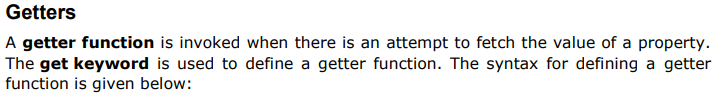 Getters
A getter function is invoked when there is an attempt to fetch the value of a property.
The get keyword is used to define a getter function. The syntax for defining a getter
function is given below: